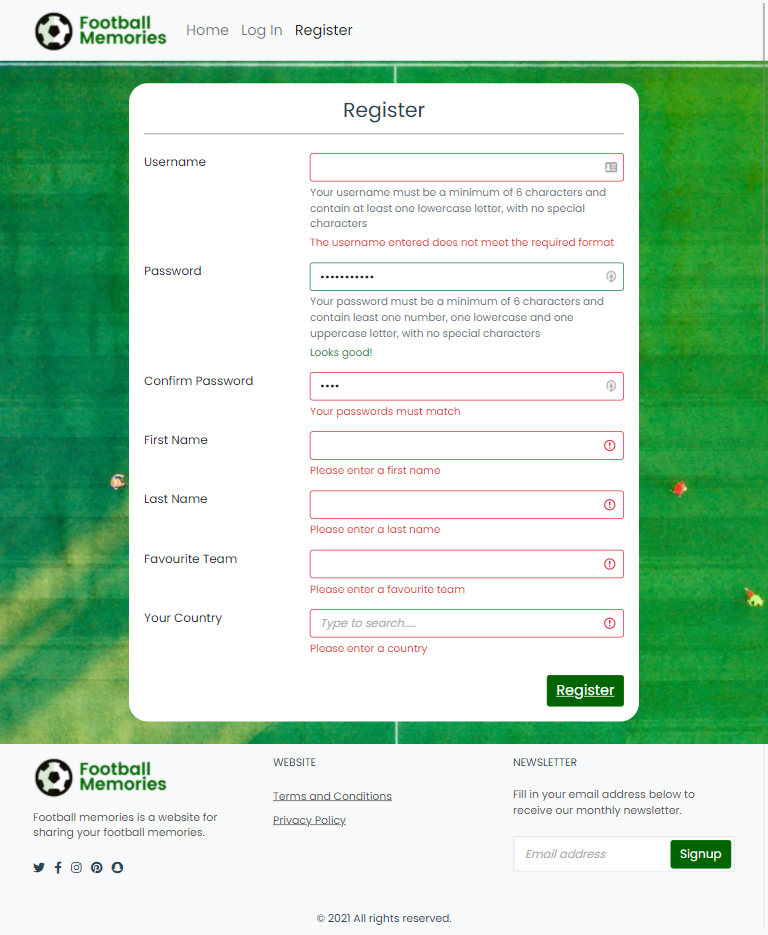 Football
Memories
Home Log In Register
Register
Username
Your username must be a minimum of 6 characters and
contain at least one lowercase letter, with no special
characters
The username entered does not meet the required format
Password
•••••••••••
Your password must be a minimum of 6 characters and
contain least one number, one lowercase and one
uppercase letter, with no special characters
Looks good!
Confirm Password
••••
Your passwords must match
First Name
Please enter a first name
Last Name
Please enter a last name
Favourite Team
Please enter a favourite team
Your Country
Type to search.....
Please enter a country
Register
Football
Memories
Football memories is a website for
sharing your football memories.
WEBSITE
Terms and Conditions
Privacy Policy
NEWSLETTER
Fill in your email address below to
receive our monthly newsletter.
Email address
Signup
© 2021 All rights reserved.